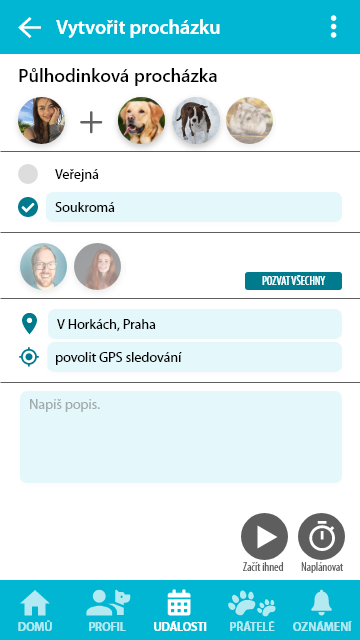 Vytvořit procházku
Půlhodinková procházka
Veřejná
Soukromá
POZVAT VŠECHNY
V Horkách, Praha
povolit GPS sledování
Napiš popis.
Začít ihned
Naplánovat
DOMŮ
PROFIL
UDÁLOSTI
PŘÁTELÉ
OZNÁMENÍ